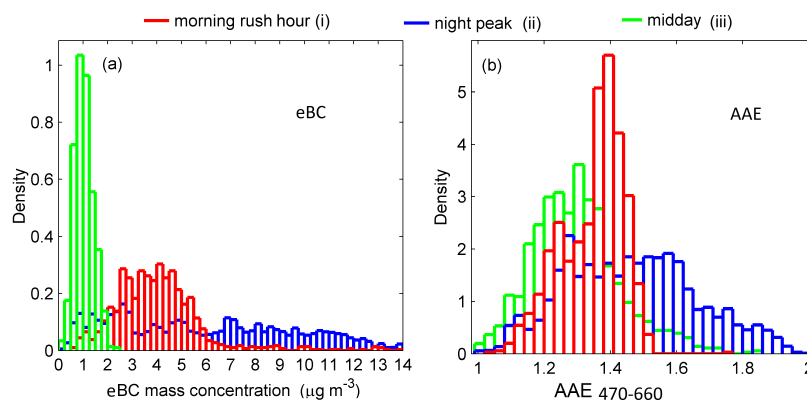 morning rush hour (i) night peak (ii) midday (iii)
(a)
eBC
Density
1
0.8
0.6
0.4
0.2
0
0 1 2 3 4 5 6 7 8 9 10 11 12 13 14
eBC mass concentration (μg m⁻³)
(b)
AAE
Density
5
4
3
2
1
0
1 1.2 1.4 1.6 1.8 2
AAE 470-660